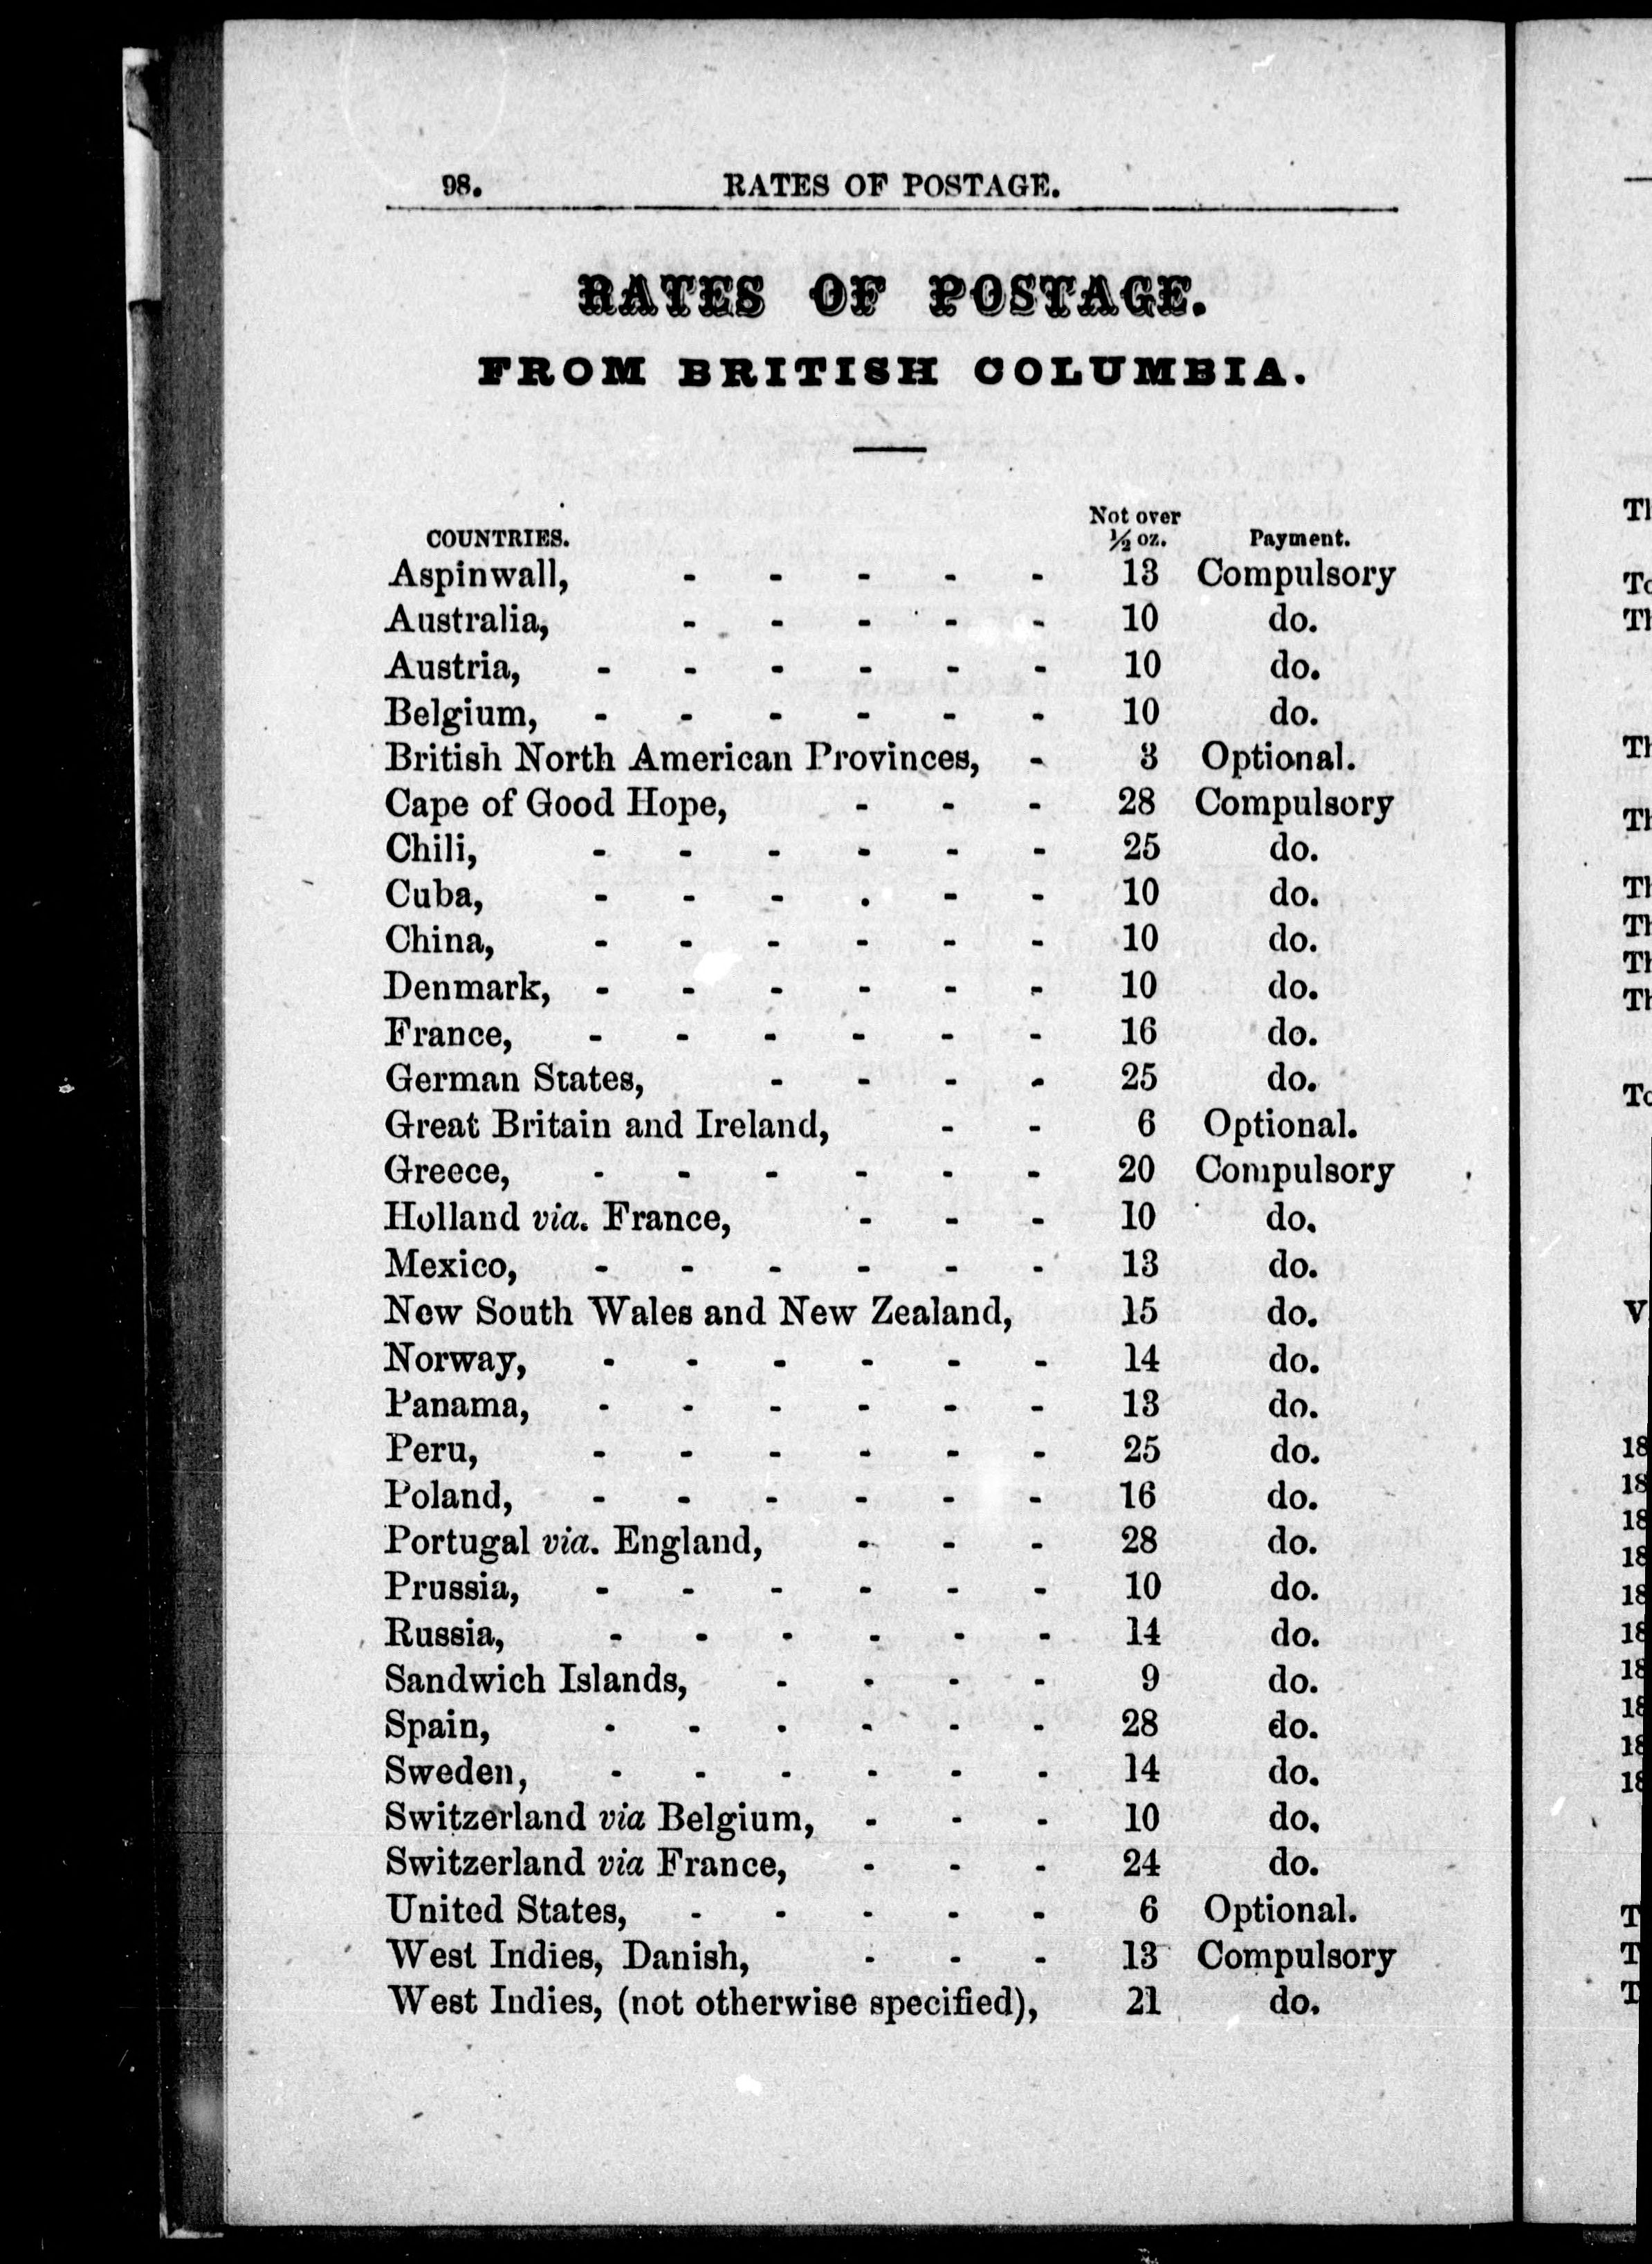 98. RATES OF POSTAGE.
RATES OF POSTAGE.
FROM BRITISH COLUMBIA.
COUNTRIES. Not over ½ oz. Payment.
Aspinwall, - - - - - 13 Compulsory
Australia, - - - - - 10 do.
Austria, - - - - - - 10 do.
Belgium, - - - - - - 10 do.
British North American Provinces, - 3 Optional.
Cape of Good Hope, - - - 28 Compulsory
Chili, - - - - - - 25 do.
Cuba, - - - . - - 10 do.
China, - - - - - - 10 do.
Denmark, - - - - - - 10 do.
France, - - - - - - 16 do.
German States, - - - - 25 do.
Great Britain and Ireland, - - 6 Optional.
Greece, - - - - - - 20 Compulsory
Holland via. France, - - - 10 do.
Mexico, - - - - - - 13 do.
New South Wales and New Zealand, 15 do.
Norway, - - - - - - 14 do.
Panama, - - - - - - 13 do.
Peru, - - - - - - 25 do.
Poland, - - - - - - 16 do.
Portugal via. England, - - - 28 do.
Prussia, - - - - - - 10 do.
Russia, - - - - - - 14 do.
Sandwich Islands, - - - - 9 do.
Spain, - - - - - - 28 do.
Sweden, - - - - - - 14 do.
Switzerland via Belgium, - - - 10 do.
Switzerland via France, - - - 24 do.
United States, - - - - - 6 Optional.
West Indies, Danish, - - - 13 Compulsory
West Indies, (not otherwise specified), 21 do.